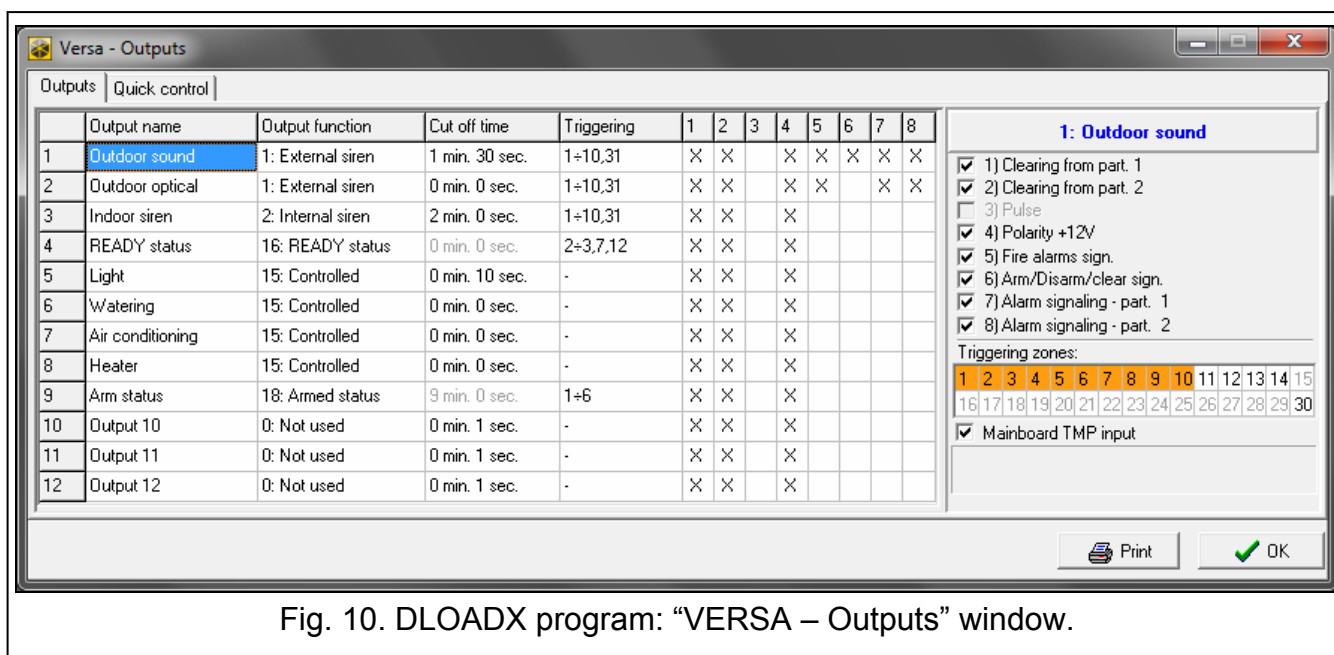 Versa - Outputs
Outputs Quick control
Output name Output function Cut off time Triggering 1 2 3 4 5 6 7 8
1 Outdoor sound 1: External siren 1 min. 30 sec. 1÷10,31 X X X X X X X
2 Outdoor optical 1: External siren 0 min. 0 sec. 1÷10,31 X X X X X X
3 Indoor siren 2: Internal siren 2 min. 0 sec. 1÷10,31 X X X
4 READY status 16: READY status 0 min. 0 sec. 2÷3,7,12 X X X
5 Light 15: Controlled 0 min. 10 sec. - X X X
6 Watering 15: Controlled 0 min. 0 sec. - X X X
7 Air conditioning 15: Controlled 0 min. 0 sec. - X X X
8 Heater 15: Controlled 0 min. 0 sec. - X X X
9 Arm status 18: Armed status 9 min. 0 sec. 1÷6 X X X
10 Output 10 0: Not used 0 min. 1 sec. - X X X
11 Output 11 0: Not used 0 min. 1 sec. - X X X
12 Output 12 0: Not used 0 min. 1 sec. - X X X
1: Outdoor sound
1) Clearing from part. 1
2) Clearing from part. 2
3) Pulse
4) Polarity +12V
5) Fire alarms sign.
6) Arm/Disarm/clear sign.
7) Alarm signaling - part. 1
8) Alarm signaling - part. 2
Triggering zones:
1 2 3 4 5 6 7 8 9 10 11 12 13 14 15
16 17 18 19 20 21 22 23 24 25 26 27 28 29 30
Mainboard TMP input
Print OK
Fig. 10. DLOADX program: “VERSA – Outputs” window.